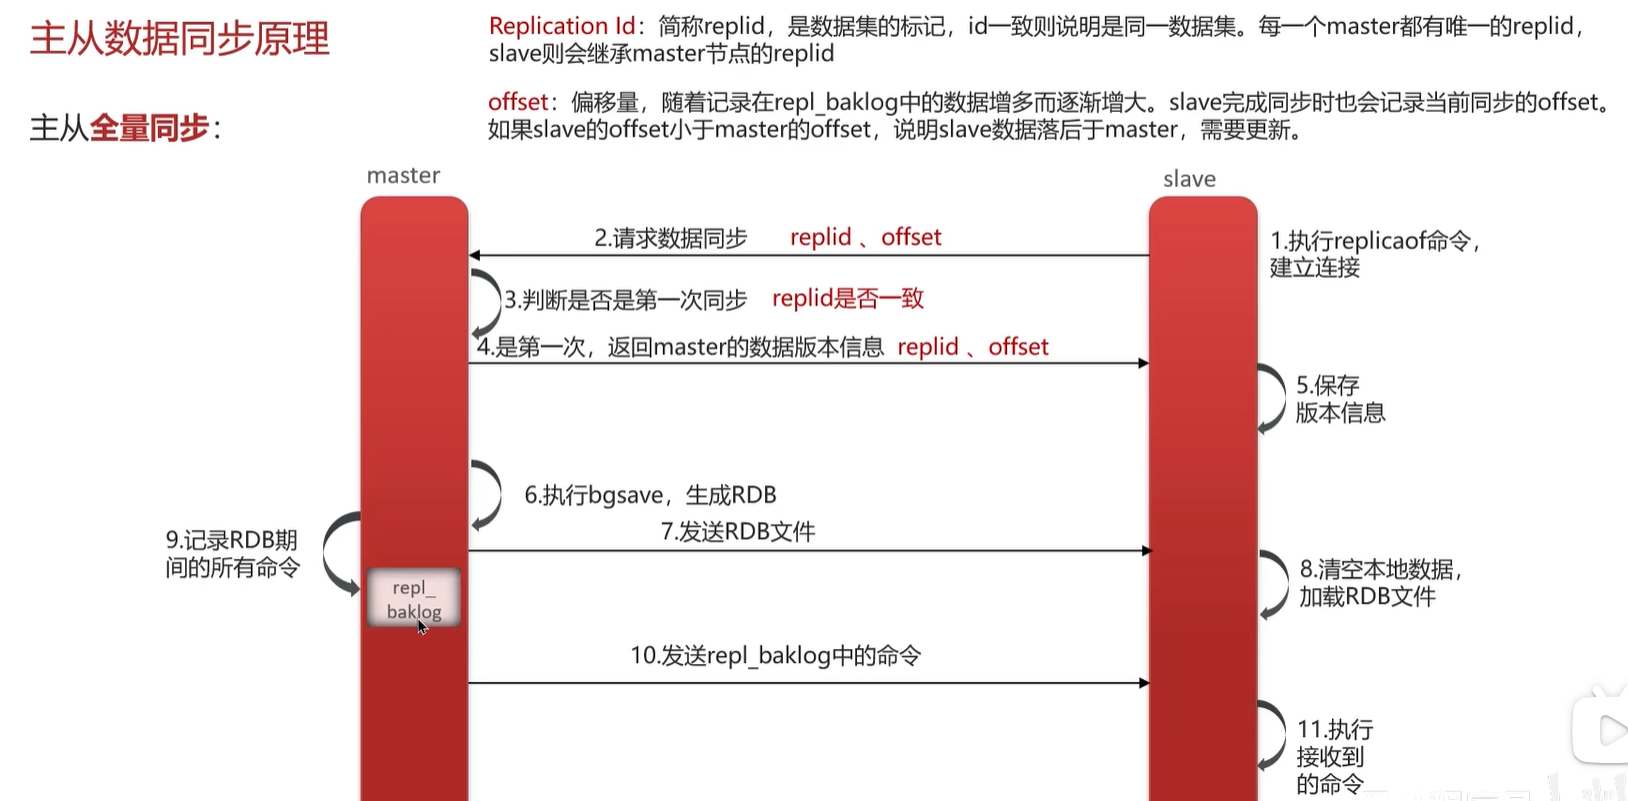 主从数据同步原理
Replication Id：简称replid，是数据集的标记，id一致则说明是同一数据集。每一个master都有唯一的replid，
slave则会继承master节点的replid
offset：偏移量，随着记录在repl_baklog中的数据增多而逐渐增大。slave完成同步时也会记录当前同步的offset。
如果slave的offset小于master的offset，说明slave数据落后于master，需要更新。
主从全量同步：
master
slave
1.执行replicaof命令，
建立连接
2.请求数据同步 replid 、offset
3.判断是否是第一次同步 replid是否一致
4.是第一次，返回master的数据版本信息 replid 、offset
5.保存
版本信息
6.执行bgsave，生成RDB
7.发送RDB文件
8.清空本地数据，
加载RDB文件
9.记录RDB期
间的所有命令
repl_
baklog
10.发送repl_baklog中的命令
11.执行
接收到
的命令